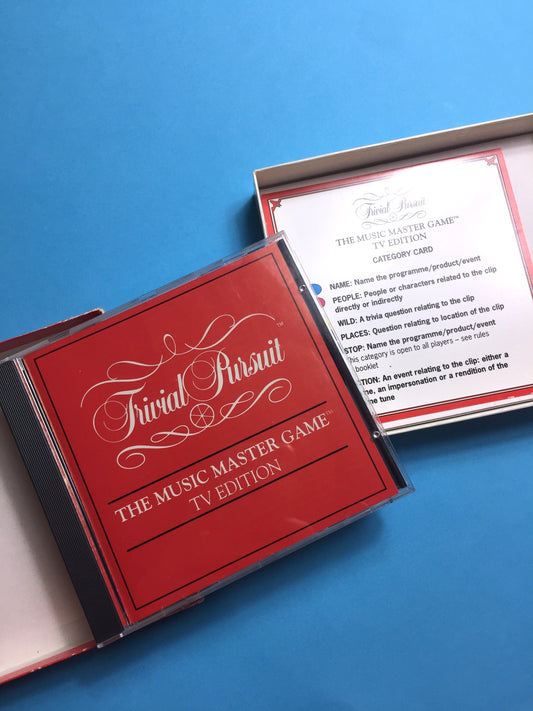 Trivial Pursuit
THE MUSIC MASTER GAME™
TV EDITION
CATEGORY CARD
NAME: Name the programme/product/event
PEOPLE: People or characters related to the clip
directly or indirectly
WILD: A trivia question relating to the clip
PLACES: Question relating to location of the clip
STOP: Name the programme/product/event
This category is open to all players – see rules
booklet
An event relating to the clip: either a
an impersonation or a rendition of the
tune
Trivial Pursuit™
THE MUSIC MASTER GAME™
TV EDITION